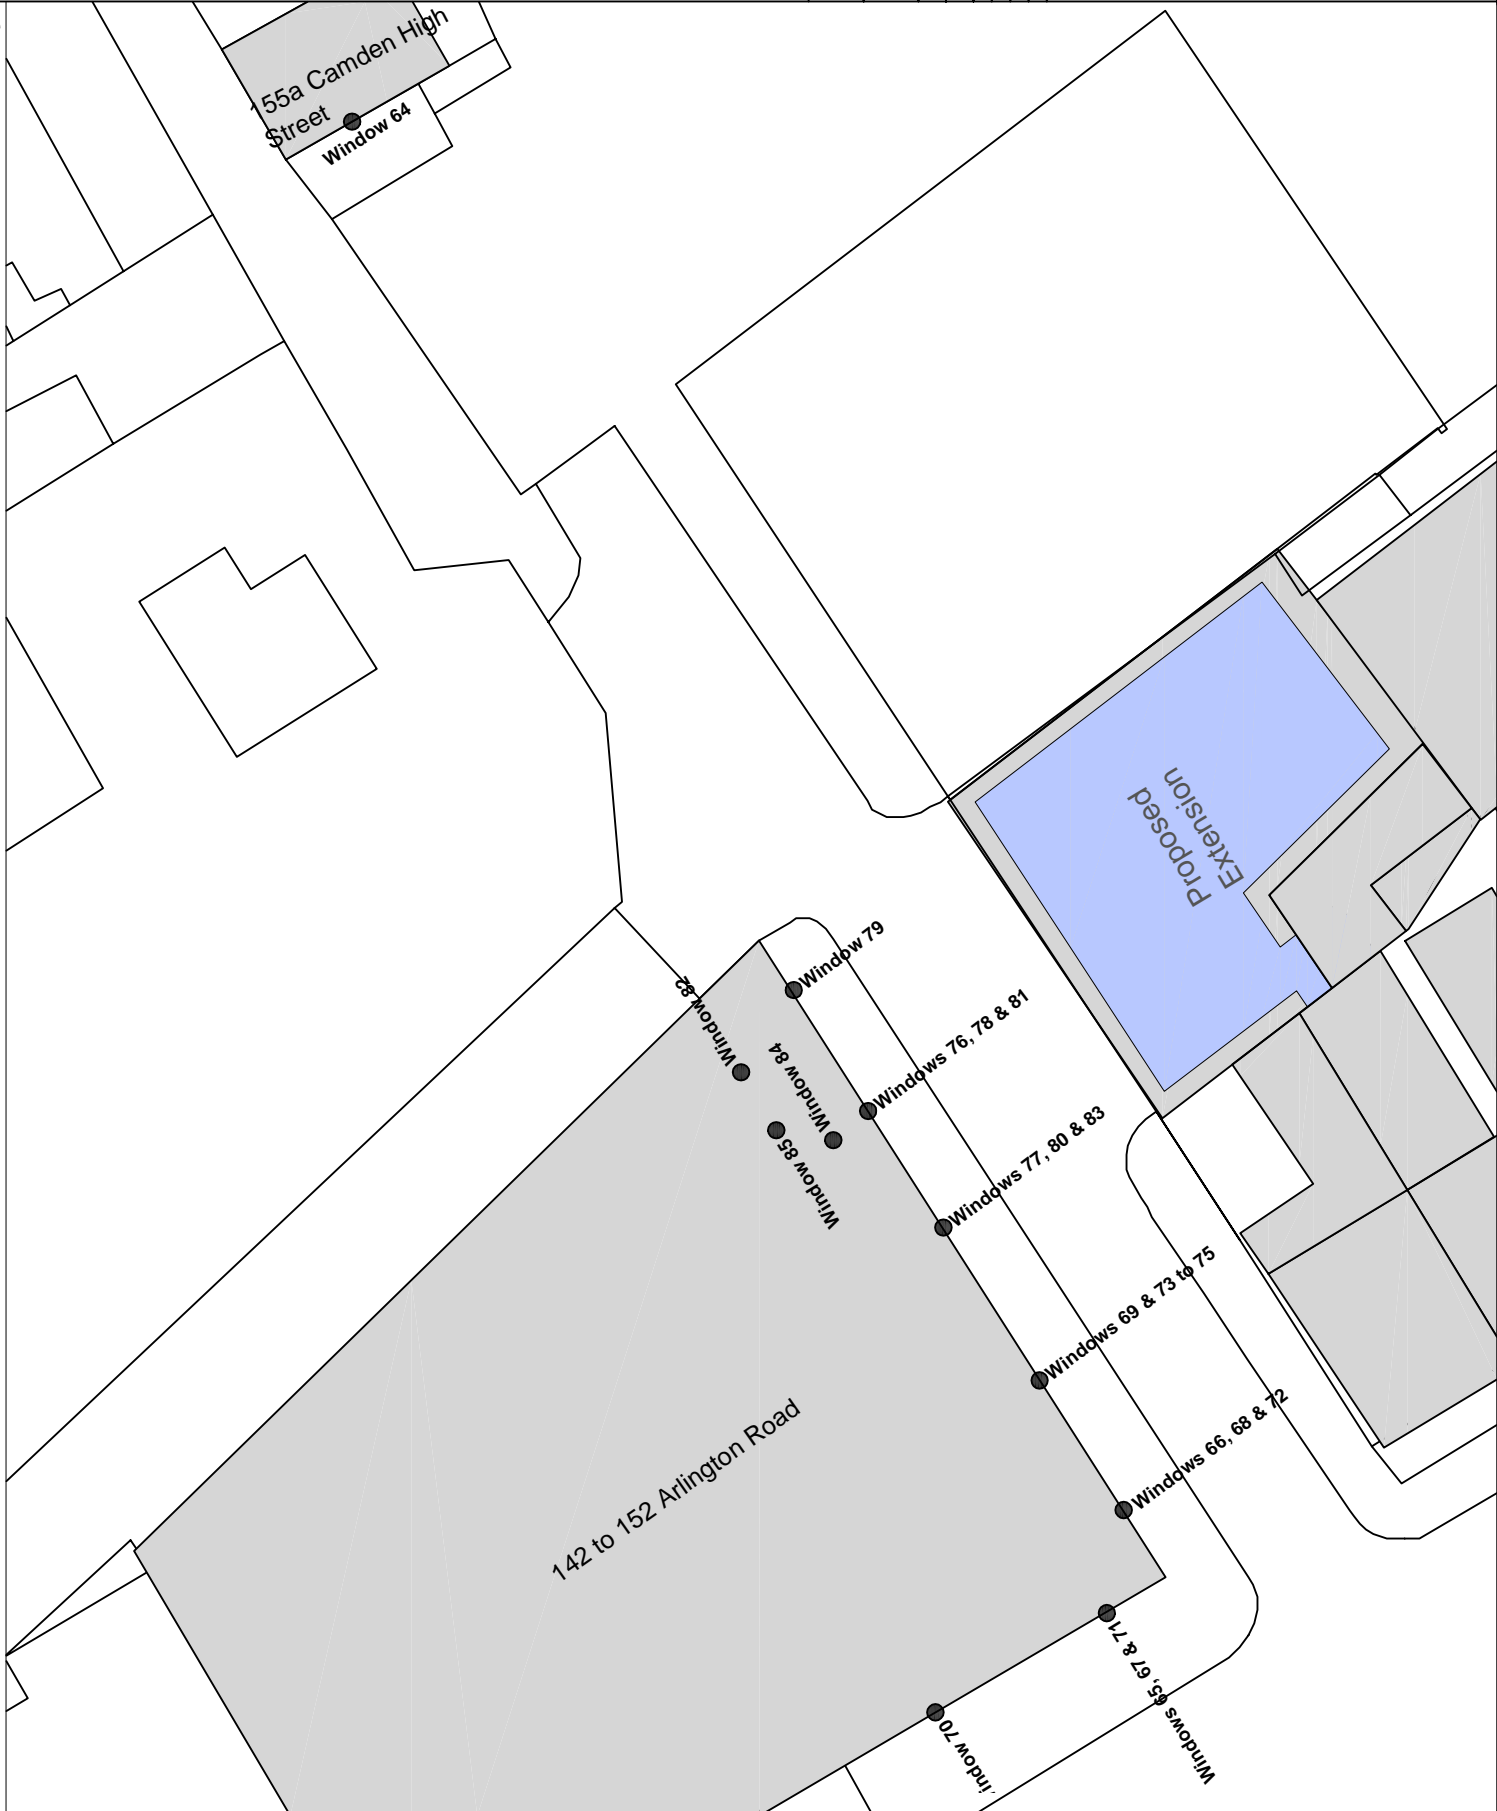 155a Camden High
Street
Window 64
Proposed
Extension
Window 79
Window 82
Windows 76, 78 & 81
Window 84
Window 85
Windows 77, 80 & 83
Windows 69 & 73 to 75
Windows 66, 68 & 72
142 to 152 Arlington Road
Windows 65, 67 & 71
indow 70